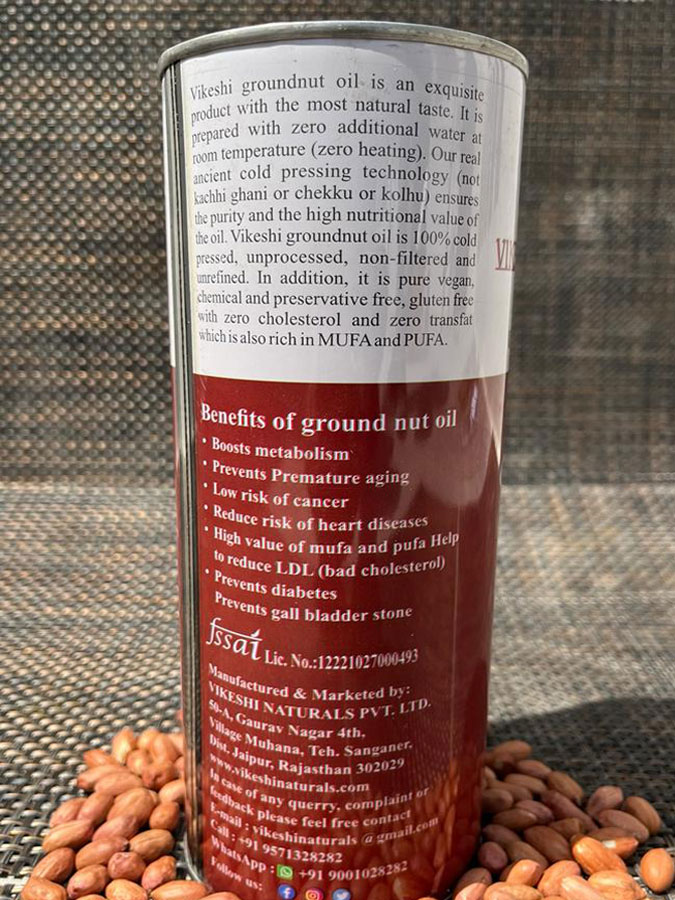 Vikeshi groundnut oil is an exquisite
product with the most natural taste. It is
prepared with zero additional water at
room temperature (zero heating). Our real
ancient cold pressing technology (not
kachhi ghani or chekku or kolhu) ensures
the purity and the high nutritional value of
the oil. Vikeshi groundnut oil is 100% cold
pressed, unprocessed, non-filtered and
unrefined. In addition, it is pure vegan,
chemical and preservative free, gluten free
with zero cholesterol and zero transfat
which is also rich in MUFA and PUFA.
Benefits of ground nut oil
• Boosts metabolism
• Prevents Premature aging
• Low risk of cancer
• Reduce risk of heart diseases
• High value of mufa and pufa Help
to reduce LDL (bad cholesterol)
• Prevents diabetes
Prevents gall bladder stone
fssai Lic. No.:12221027000493
Manufactured & Marketed by:
VIKESHI NATURALS PVT. LTD.
50-A, Gaurav Nagar 4th,
Village Muhana, Teh. Sanganer,
Dist. Jaipur, Rajasthan 302029
www.vikeshinaturals.com
In case of any querry, complaint or
feedback please feel free contact
E-mail : vikeshinaturals@gmail.com
Call : +91 9571328282
WhatsApp : +91 9001028282
Follow us: